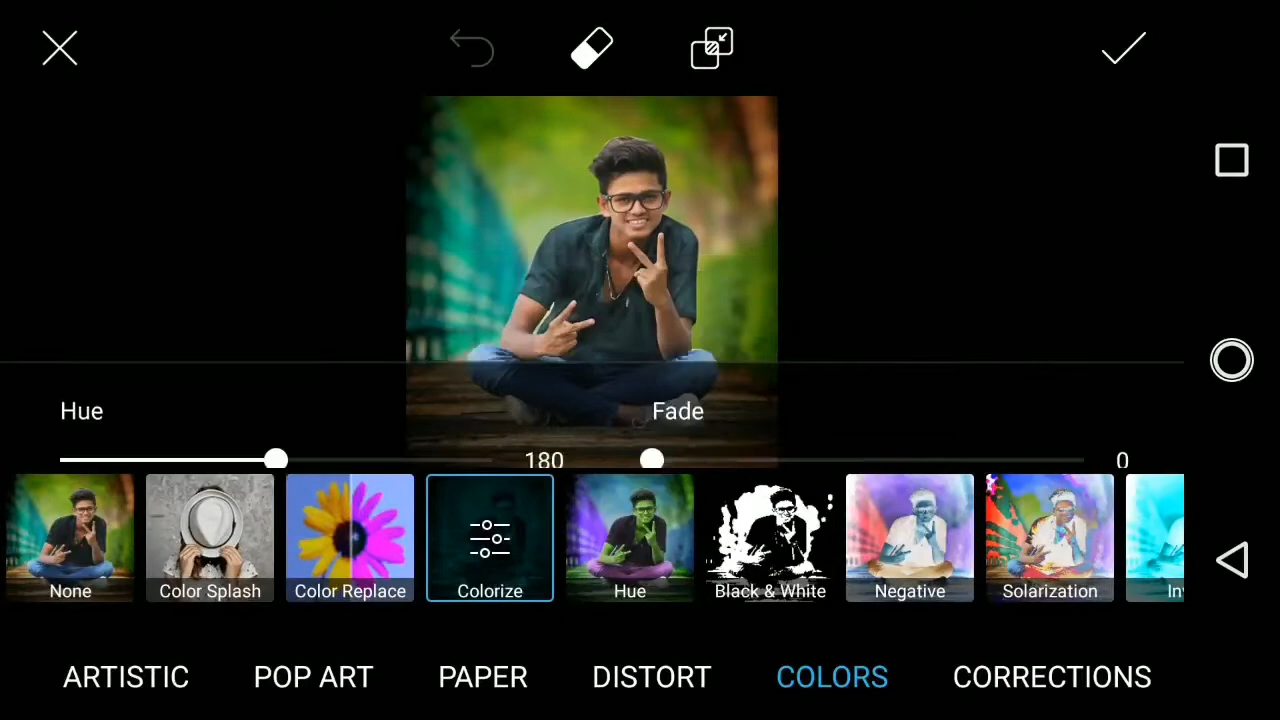 Hue
Fade
180
0
None
Color Splash
Color Replace
Colorize
Hue
Black & White
Negative
Solarization
ARTISTIC
POP ART
PAPER
DISTORT
COLORS
CORRECTIONS